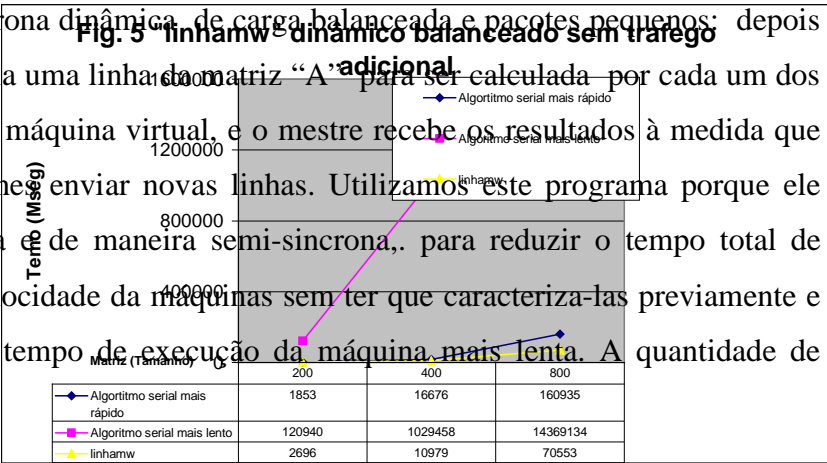 rona dinâmica de carga balanceada e pacotes pequenos: depois
Fig. 5 "linhamw" dinâmico balanceado sem tráfego
adicional
a uma linha da matriz “A” para ser calculada por cada um dos
máquina virtual, e o mestre recebe os resultados à medida que
enviar novas linhas. Utilizamos este programa porque ele
a e de maneira semi-sincrona,. para reduzir o tempo total de
ocidade da máquinas sem ter que caracteriza-las previamente e
tempo de execução da máquina mais lenta. A quantidade de
1600000
1200000
800000
400000
0
Temo (Mseg)
Algortitmo serial mais rápido
Algoritmo serial mais lento
linhamw
Matriz (Tamanho)
200 400 800
Algortitmo serial mais
rápido
1853 16676 160935
Algoritmo serial mais lento 120940 1029458 14369134
linhamw 2696 10979 70553